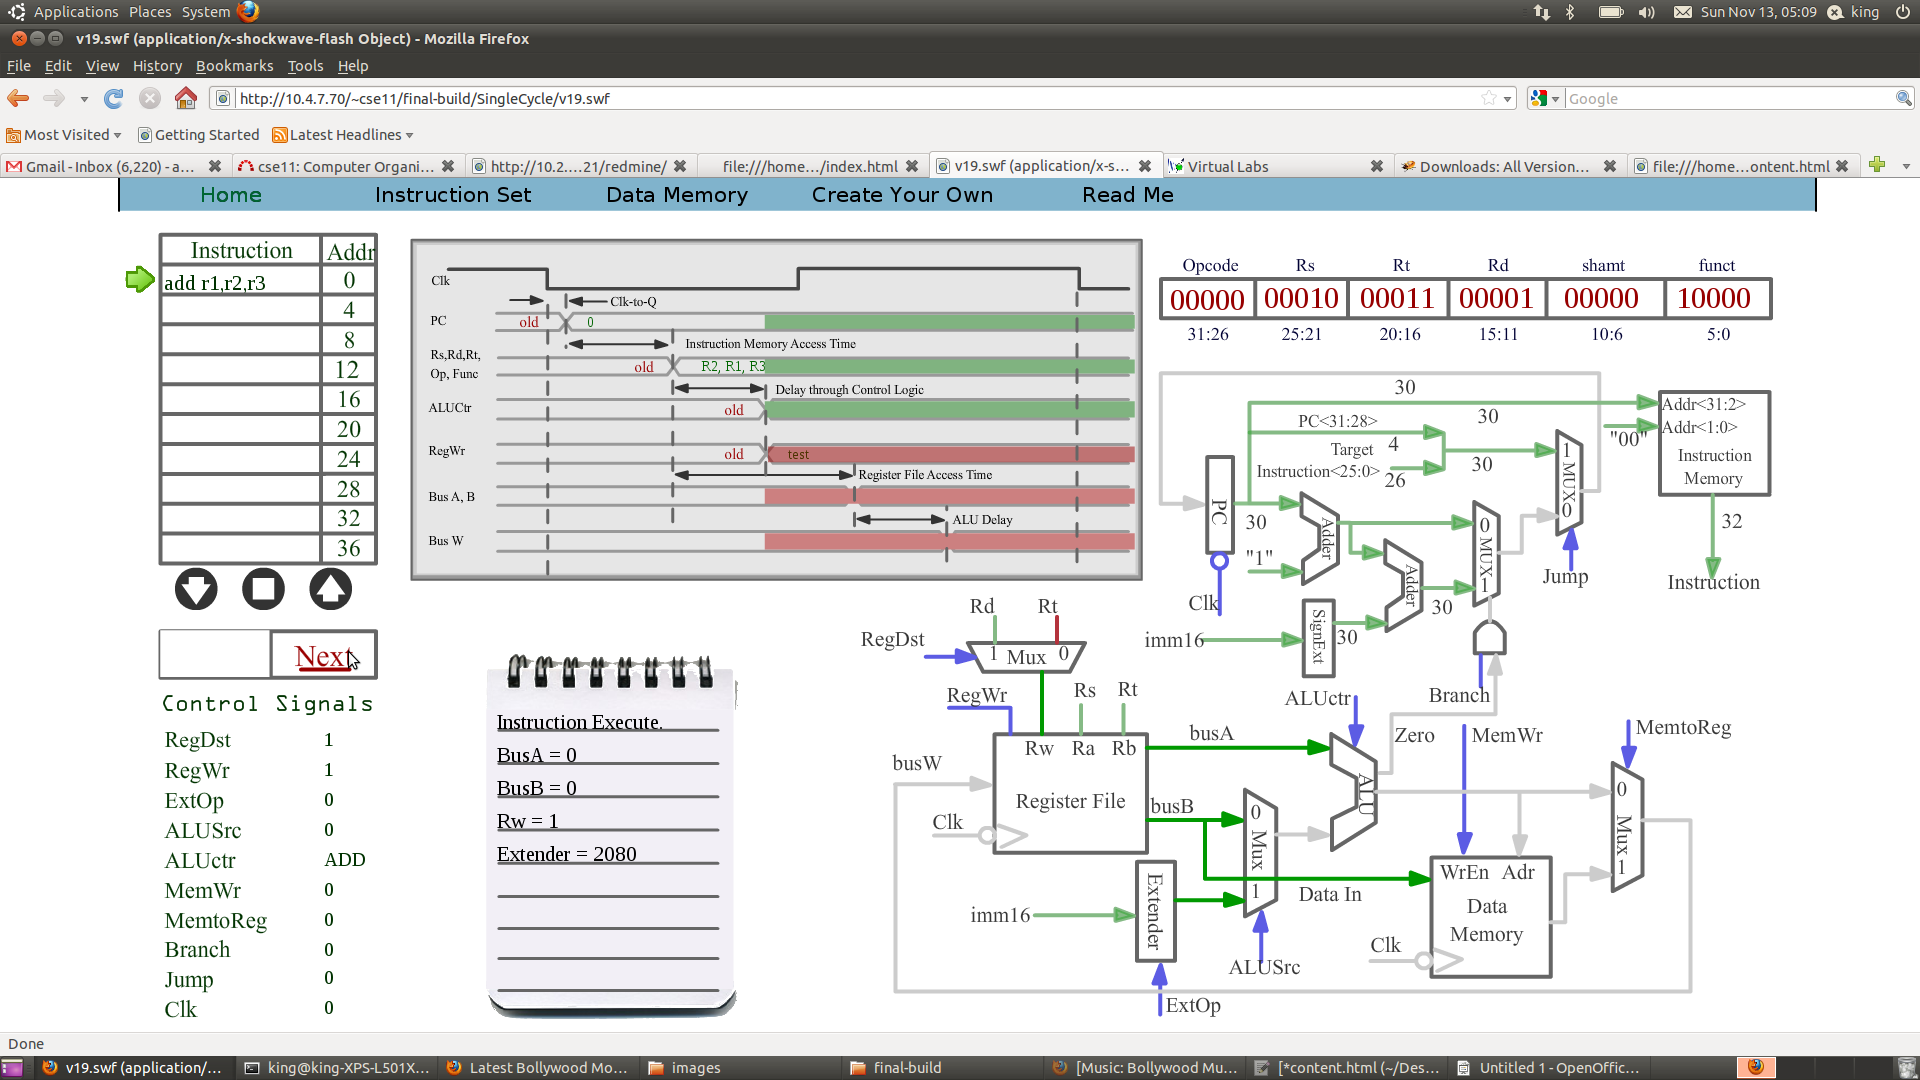 Applications Places System
Sun Nov 13, 05:09 king
v19.swf (application/x-shockwave-flash Object) - Mozilla Firefox
File Edit View History Bookmarks Tools Help
http://10.4.7.70/~cse11/final-build/SingleCycle/v19.swf
Google
Most Visited Getting Started Latest Headlines
Gmail - Inbox (6,220) - a... cse11: Computer Organi... http://10.2....21/redmine/ file:///home.../index.html v19.swf (application/x-s... Virtual Labs Downloads: All Version... file:///home...ontent.html
Home Instruction Set Data Memory Create Your Own Read Me
Instruction Addr
add r1,r2,r3 0
4
8
12
16
20
24
28
32
36
Next
Control Signals
RegDst 1
RegWr 1
ExtOp 0
ALUSrc 0
ALUctr ADD
MemWr 0
MemtoReg 0
Branch 0
Jump 0
Clk 0
Clk
Clk-to-Q
PC old 0
Instruction Memory Access Time
Rs,Rd,Rt,
Op, Func old R2, R1, R3
Delay through Control Logic
ALUCtr old
RegWr old test
Register File Access Time
Bus A, B
ALU Delay
Bus W
Instruction Execute.
BusA = 0
BusB = 0
Rw = 1
Extender = 2080
Opcode Rs Rt Rd shamt funct
00000 00010 00011 00001 00000 10000
31:26 25:21 20:16 15:11 10:6 5:0
30
30
Addr<31:2>
PC<31:28>
"00"
Addr<1:0>
Target 4
Instruction<25:0> 26
30
1
MUX
0
Instruction
Memory
PC
30
Adder
"1"
0
MUX
1
32
Adder
Clk
30
Jump
Instruction
imm16
SignExt
30
Rd Rt
RegDst
1 Mux 0
ALUctr
Branch
RegWr
Rs Rt
Rw Ra Rb
busA
Zero
MemWr
MemtoReg
busW
Register File
busB
Clk
0
Mux
1
ALU
0
Mux
1
imm16
Extender
Data In
WrEn Adr
Data
Memory
Clk
ALUSrc
ExtOp
Done
v19.swf (application/... king@king-XPS-L501X... Latest Bollywood Mo... images final-build [Music: Bollywood Mu... [*content.html (~/Des... Untitled 1 - OpenOffic...